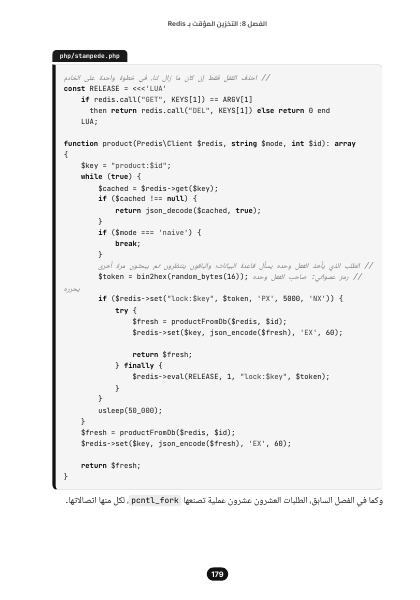 الفصل 8: التخزين المؤقت بـ Redis
php/stampede.php
// احذف القفل فقط إن كان ما زال لنا، في خطوة واحدة على الخادم
const RELEASE = <<<'LUA'
if redis.call("GET", KEYS[1]) == ARGV[1]
then return redis.call("DEL", KEYS[1]) else return 0 end
LUA;
function product(Predis\Client $redis, string $mode, int $id): array
{
$key = "product:$id";
while (true) {
$cached = $redis->get($key);
if ($cached !== null) {
return json_decode($cached, true);
}
if ($mode === 'naive') {
break;
}
// الطلب الذي يأخذ القفل وحده يسأل قاعدة البيانات؛ والباقون ينتظرون ثم يبحثون مرة أخرى
$token = bin2hex(random_bytes(16)); // رمز عشوائي: صاحب القفل وحده
يحرره
if ($redis->set("lock:$key", $token, 'PX', 5000, 'NX')) {
try {
$fresh = productFromDb($redis, $id);
$redis->set($key, json_encode($fresh), 'EX', 60);
return $fresh;
} finally {
$redis->eval(RELEASE, 1, "lock:$key", $token);
}
}
usleep(50_000);
}
$fresh = productFromDb($redis, $id);
$redis->set($key, json_encode($fresh), 'EX', 60);
return $fresh;
}
وكما في الفصل السابق، الطلبات العشرون عشرون عملية تصنعها pcntl_fork، لكل منها اتصالاتها.
179